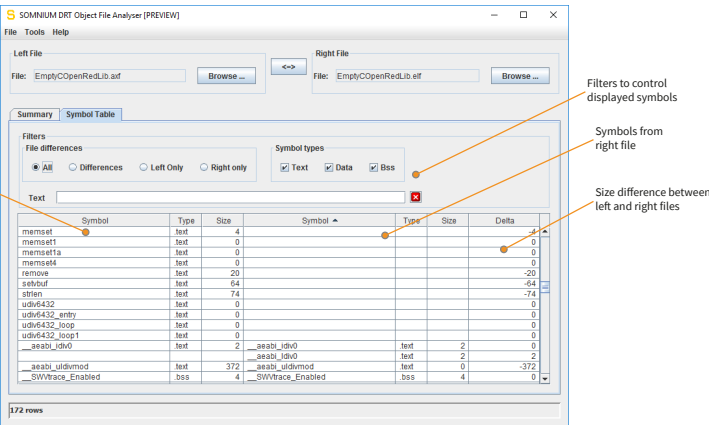 S SOMNIUM DRT Object File Analyser [PREVIEW]
File Tools Help
Left File
File: EmptyCOpenRedLib.axf Browse ...
<->
Right File
File: EmptyCOpenRedLib.elf Browse ...
Summary Symbol Table
Filters
File differences
All Differences Left Only Right only
Symbol types
Text Data Bss
Text
Symbol Type Size Symbol Type Size Delta
memset .text 4 -4
memset1 .text 0 0
memset1a .text 0 0
memset4 .text 0 0
remove .text 20 -20
setvbuf .text 64 -64
strlen .text 74 -74
udiv6432 .text 0 0
udiv6432_entry .text 0 0
udiv6432_loop .text 0 0
udiv6432_loop1 .text 0 0
__aeabi_idiv0 .text 2 __aeabi_idiv0 .text 2 0
__aeabi_ldiv0 .text 2 2
__aeabi_uldivmod .text 372 __aeabi_uldivmod .text 0 -372
__SWVtrace_Enabled .bss 4 __SWVtrace_Enabled .bss 4 0
172 rows
Filters to control
displayed symbols
Symbols from
right file
Size difference between
left and right files